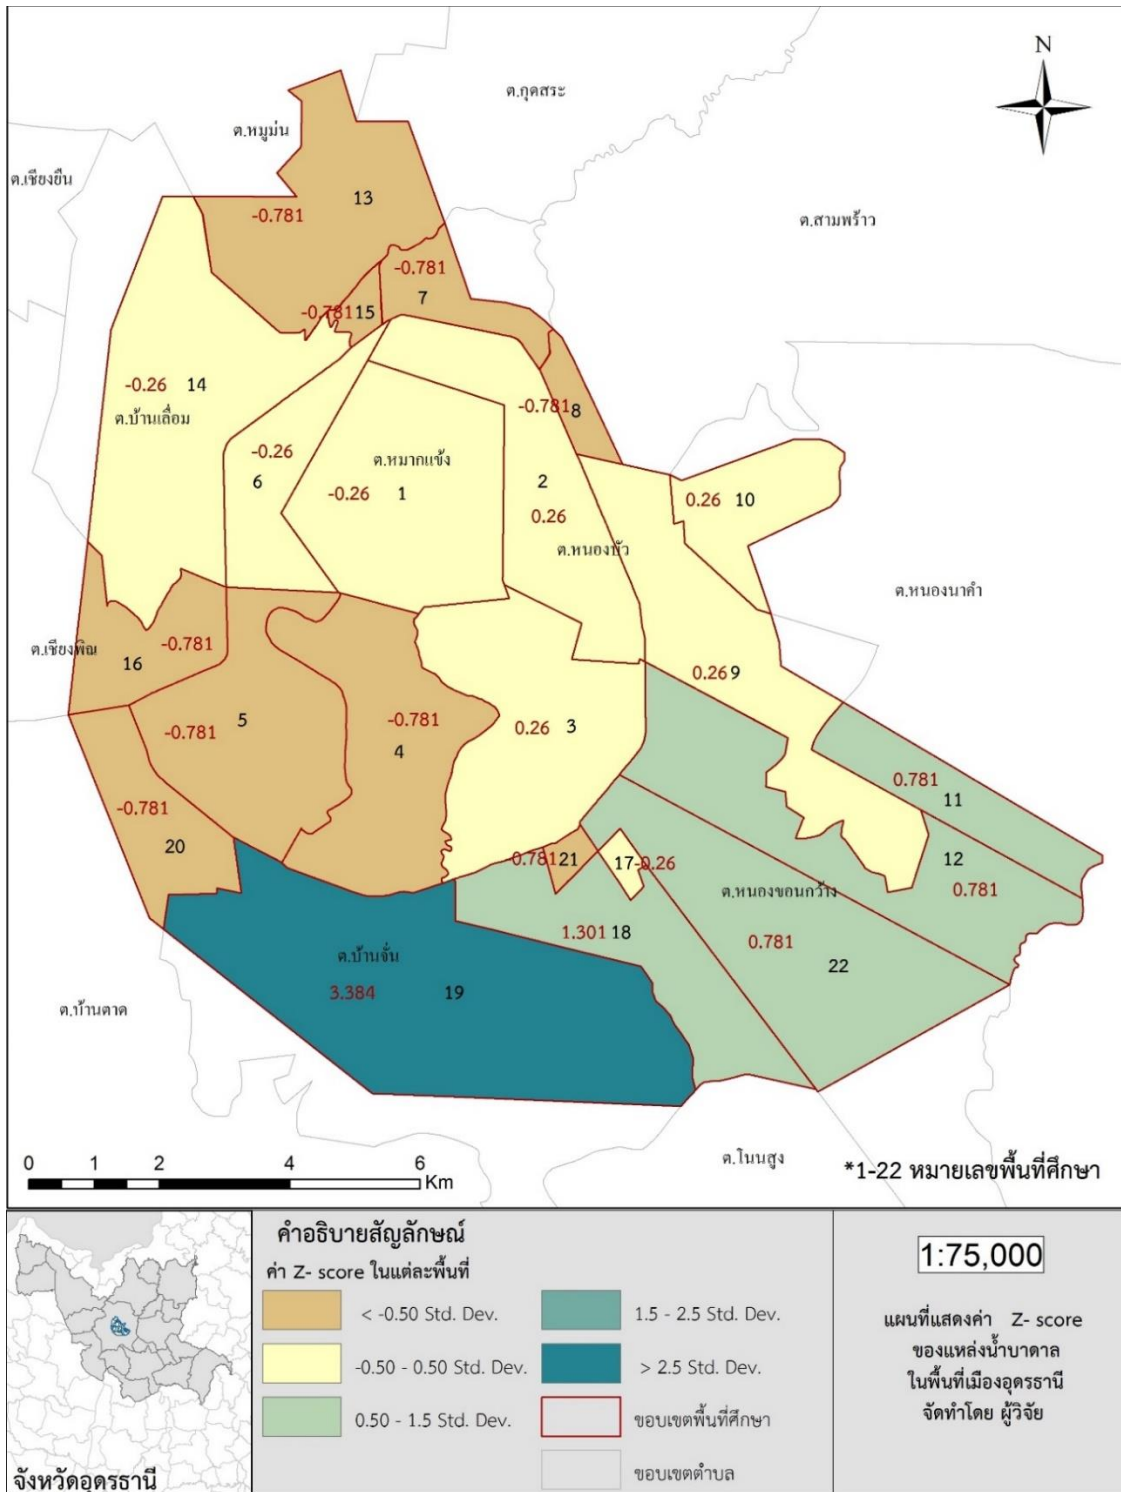 N
ต.กุดสระ
ต.หมูม่น
ต.เชียงยืน
13
-0.781
ต.สามพร้าว
-0.781
7
-0.781 15
-0.26 14
ต.บ้านเลื่อม
-0.781 8
-0.26
6
ต.หมากแข้ง
-0.26 1
2
0.26
0.26 10
ต.หนองบัว
ต.หนองนาคำ
-0.781
ต.เชียงพิณ
16
0.26 9
-0.781 5
-0.781
4
0.26 3
0.781
11
-0.781
20
-0.781 21
17 -0.26
12
0.781
ต.หนองขอนกว้าง
1.301 18
0.781
22
ต.บ้านจั่น
3.384 19
ต.บ้านตาด
ต.โนนสูง
0 1 2 4 6
Km
*1-22 หมายเลขพื้นที่ศึกษา
จังหวัดอุดรธานี
คำอธิบายสัญลักษณ์
ค่า Z- score ในแต่ละพื้นที่
< -0.50 Std. Dev.
-0.50 - 0.50 Std. Dev.
0.50 - 1.5 Std. Dev.
1.5 - 2.5 Std. Dev.
> 2.5 Std. Dev.
ขอบเขตพื้นที่ศึกษา
ขอบเขตตำบล
1:75,000
แผนที่แสดงค่า Z- score
ของแหล่งน้ำบาดาล
ในพื้นที่เมืองอุดรธานี
จัดทำโดย ผู้วิจัย